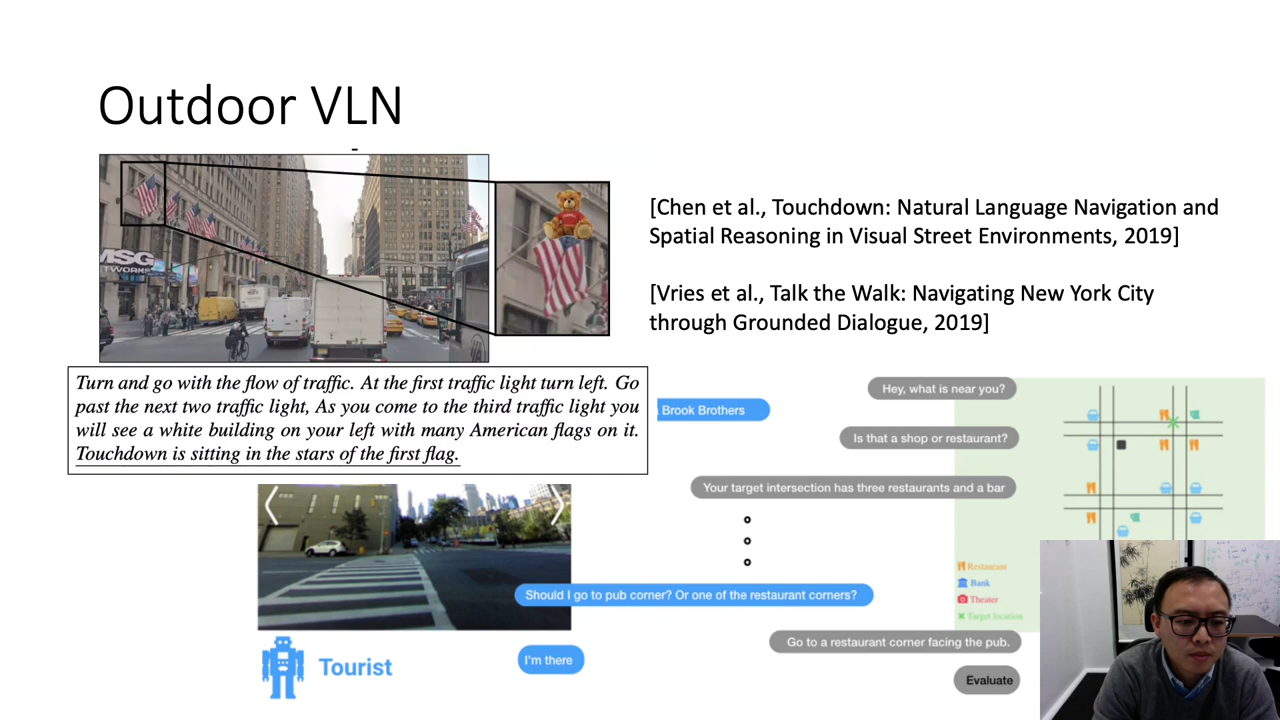 Outdoor VLN
MSG
NETWORKS
[Chen et al., Touchdown: Natural Language Navigation and
Spatial Reasoning in Visual Street Environments, 2019]
[Vries et al., Talk the Walk: Navigating New York City
through Grounded Dialogue, 2019]
Turn and go with the flow of traffic. At the first traffic light turn left. Go
past the next two traffic light, As you come to the third traffic light you
will see a white building on your left with many American flags on it.
Touchdown is sitting in the stars of the first flag.
Hey, what is near you?
Brook Brothers
Is that a shop or restaurant?
Your target intersection has three restaurants and a bar
Should I go to pub corner? Or one of the restaurant corners?
Go to a restaurant corner facing the pub.
I'm there
Evaluate
Tourist
Restaurant
Bank
Theater
Target location